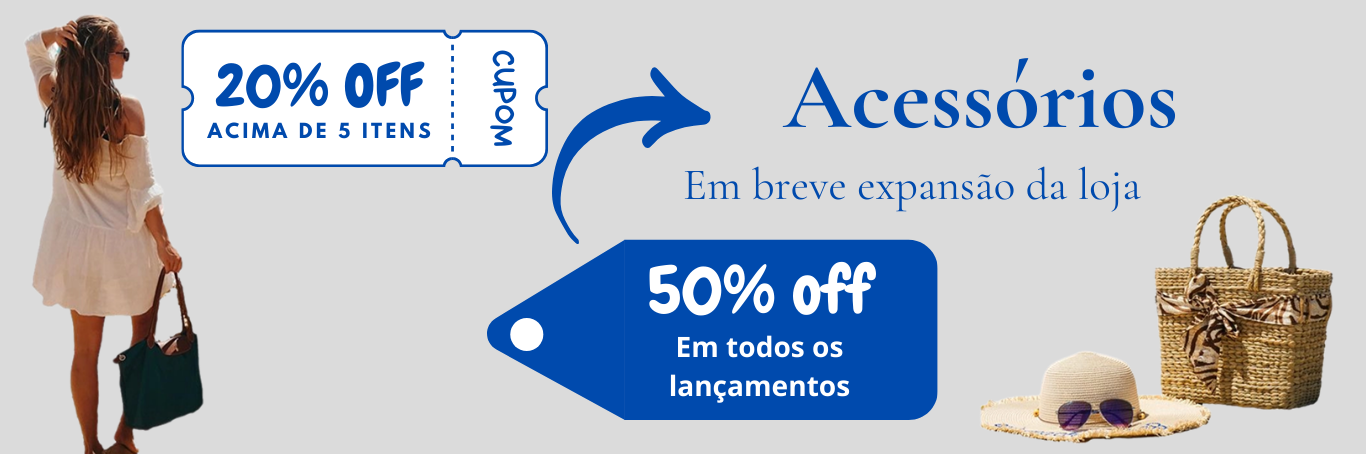 20% OFF
ACIMA DE 5 ITENS
CUPOM
Acessórios
Em breve expansão da loja
50% off
Em todos os
lançamentos